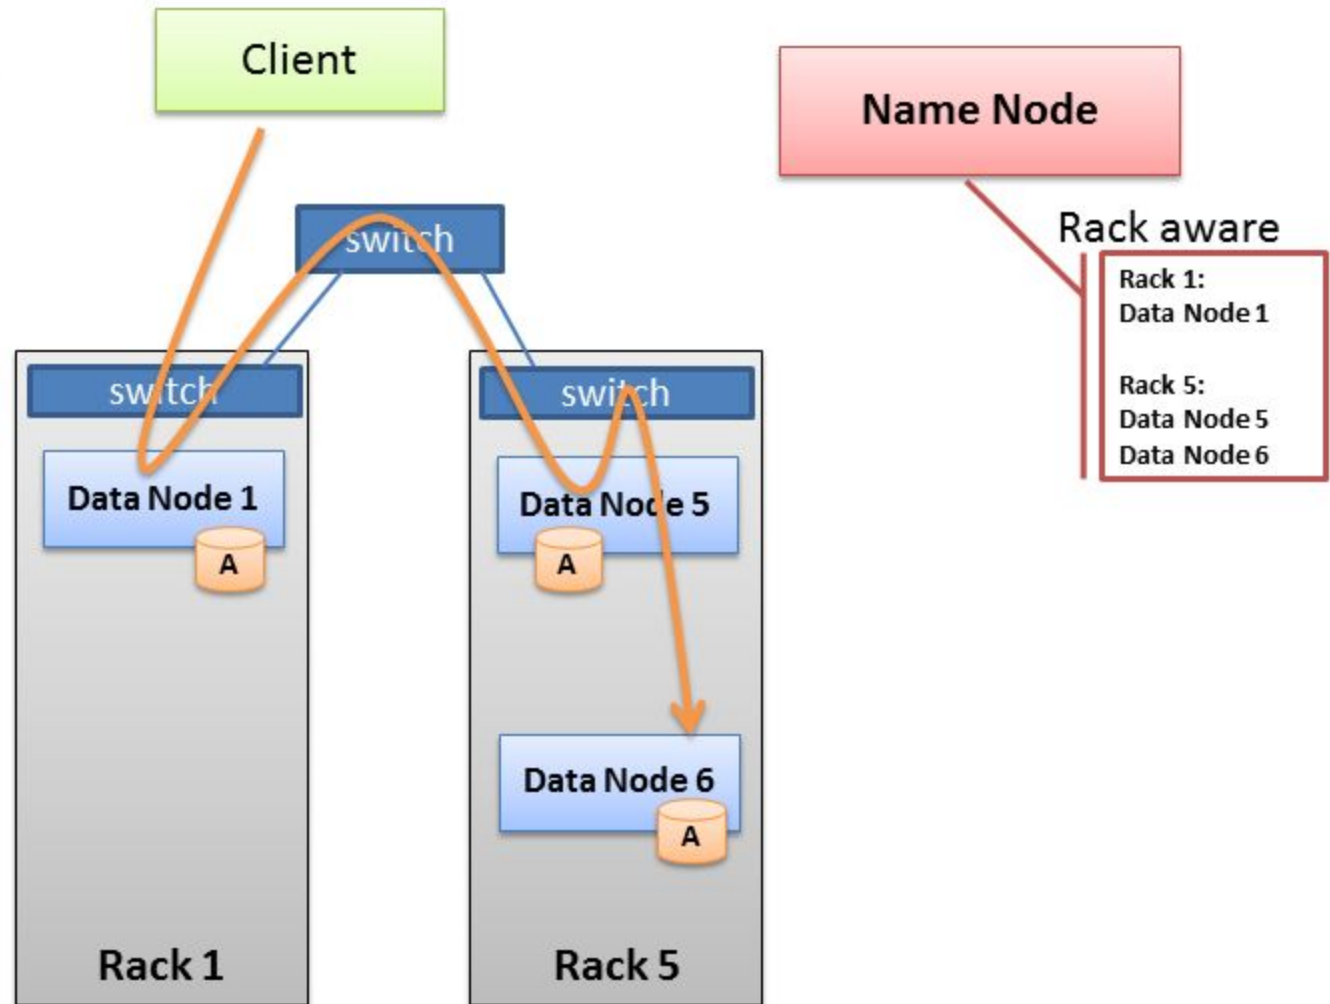 Client
Name Node
switch
Rack aware
Rack 1:
Data Node 1
Rack 5:
Data Node 5
Data Node 6
switch
switch
Data Node 1
A
Data Node 5
A
Data Node 6
A
Rack 1
Rack 5